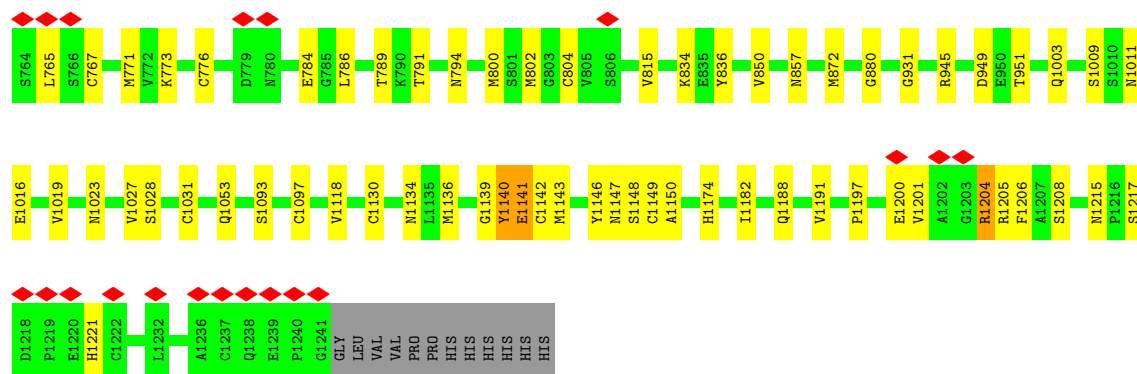 S764 L765 S766 C767 M771 V772 K773 C776 D779 N780 E784 G785 L786 T789 K790 T791 N794 M800 S801 M802 G803 C804 V805 S806 V815 K834 E835 Y836 V850 N857 M872 G880 G931 R945 D949 E950 T951 Q1003 S1009 S1010 N1011
E1016 V1019 N1023 V1027 S1028 C1031 Q1053 S1093 C1097 V1118 C1130 N1134 L1135 M1136 G1139 Y1140 E1141 C1142 M1143 Y1146 N1147 S1148 C1149 A1150 H1174 I1182 Q1188 V1191 P1197 E1200 V1201 A1202 G1203 R1204 R1205 F1206 A1207 S1208 N1215 P1216 S1217
D1218 P1219 E1220 H1221 C1222 L1232 A1236 C1237 Q1238 E1239 P1240 G1241 GLY LEU VAL VAL PRO PRO HIS HIS HIS HIS HIS HIS